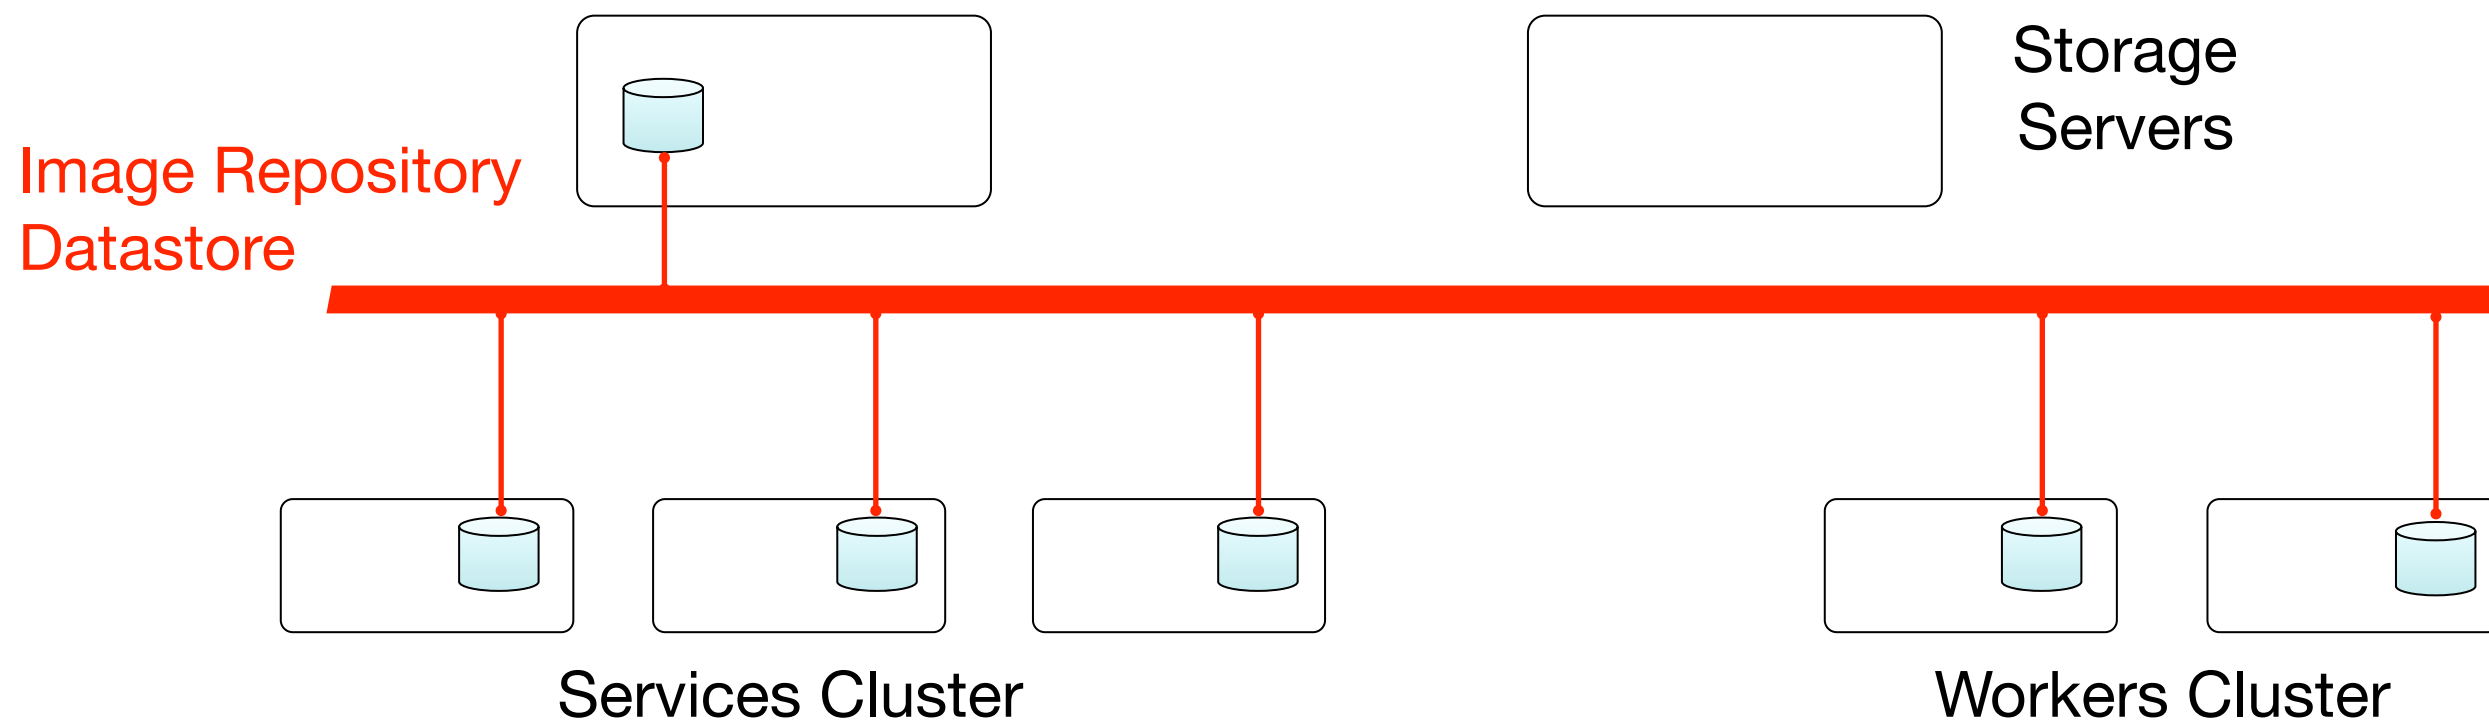 Storage
Servers
Image Repository
Datastore
Services Cluster
Workers Cluster